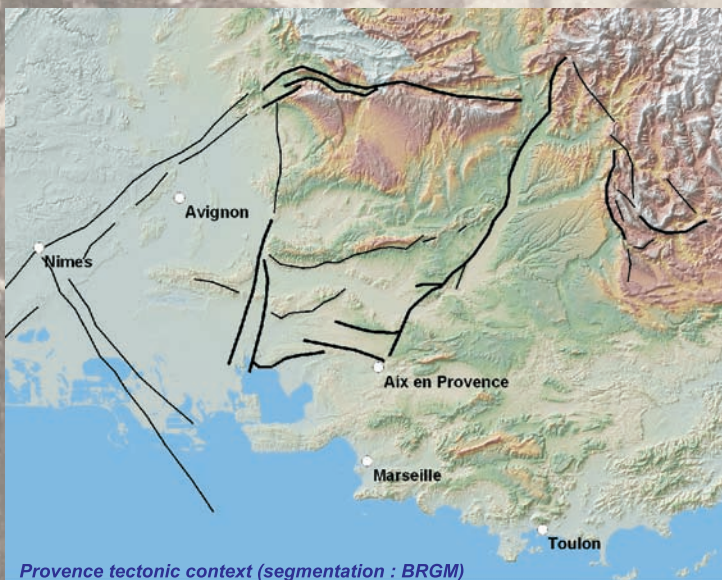 Avignon
Nimes
Aix en Provence
Marseille
Toulon
Provence tectonic context (segmentation : BRGM)